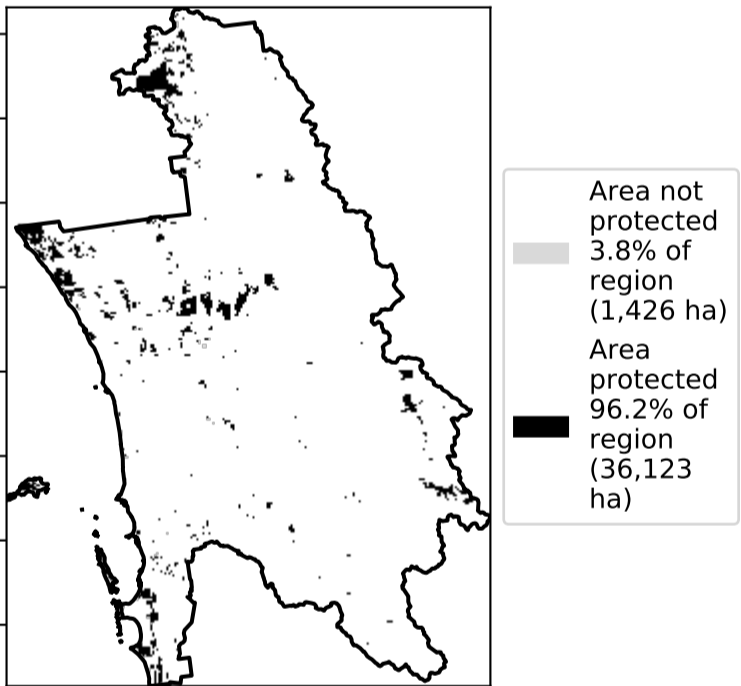 Area not
protected
3.8% of
region
(1,426 ha)
Area
protected
96.2% of
region
(36,123
ha)